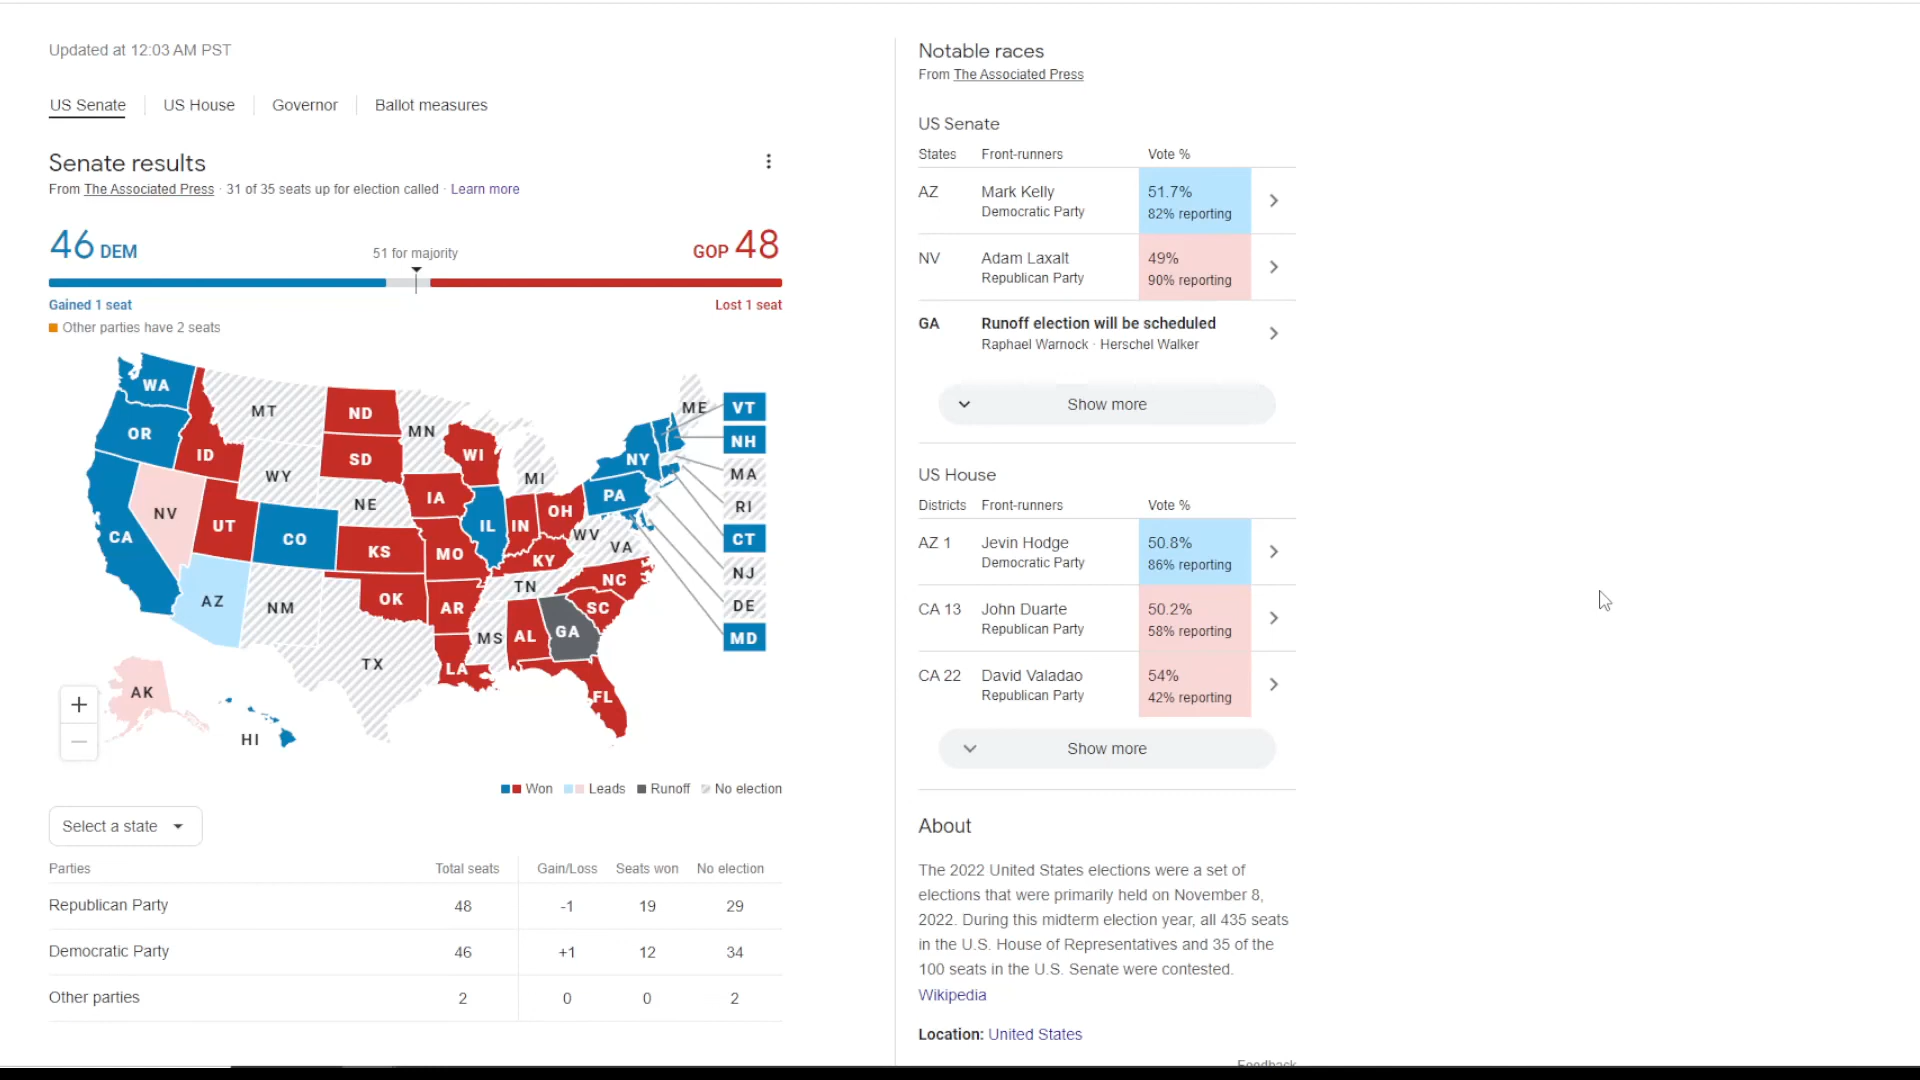 Updated at 12:03 AM PST
US Senate
US House
Governor
Ballot measures
Senate results
From The Associated Press · 31 of 35 seats up for election called · Learn more
46 DEM
51 for majority
GOP 48
Gained 1 seat
Lost 1 seat
Other parties have 2 seats
WA
MT
ND
MN
ME
VT
OR
ID
SD
WI
NY
NH
WY
MI
MA
NE
IA
PA
RI
NV
UT
CO
IL
IN
OH
WV
VA
CT
CA
KS
MO
KY
NJ
AZ
NM
OK
AR
TN
NC
DE
TX
MS
AL
GA
SC
MD
LA
FL
AK
HI
+
−
Won
Leads
Runoff
No election
Select a state
Parties Total seats Gain/Loss Seats won No election
Republican Party 48 -1 19 29
Democratic Party 46 +1 12 34
Other parties 2 0 0 2
Notable races
From The Associated Press
US Senate
States Front-runners Vote %
AZ Mark Kelly 51.7%
Democratic Party 82% reporting
NV Adam Laxalt 49%
Republican Party 90% reporting
GA Runoff election will be scheduled
Raphael Warnock · Herschel Walker
Show more
US House
Districts Front-runners Vote %
AZ 1 Jevin Hodge 50.8%
Democratic Party 86% reporting
CA 13 John Duarte 50.2%
Republican Party 58% reporting
CA 22 David Valadao 54%
Republican Party 42% reporting
Show more
About
The 2022 United States elections were a set of
elections that were primarily held on November 8,
2022. During this midterm election year, all 435 seats
in the U.S. House of Representatives and 35 of the
100 seats in the U.S. Senate were contested.
Wikipedia
Location: United States
Feedback